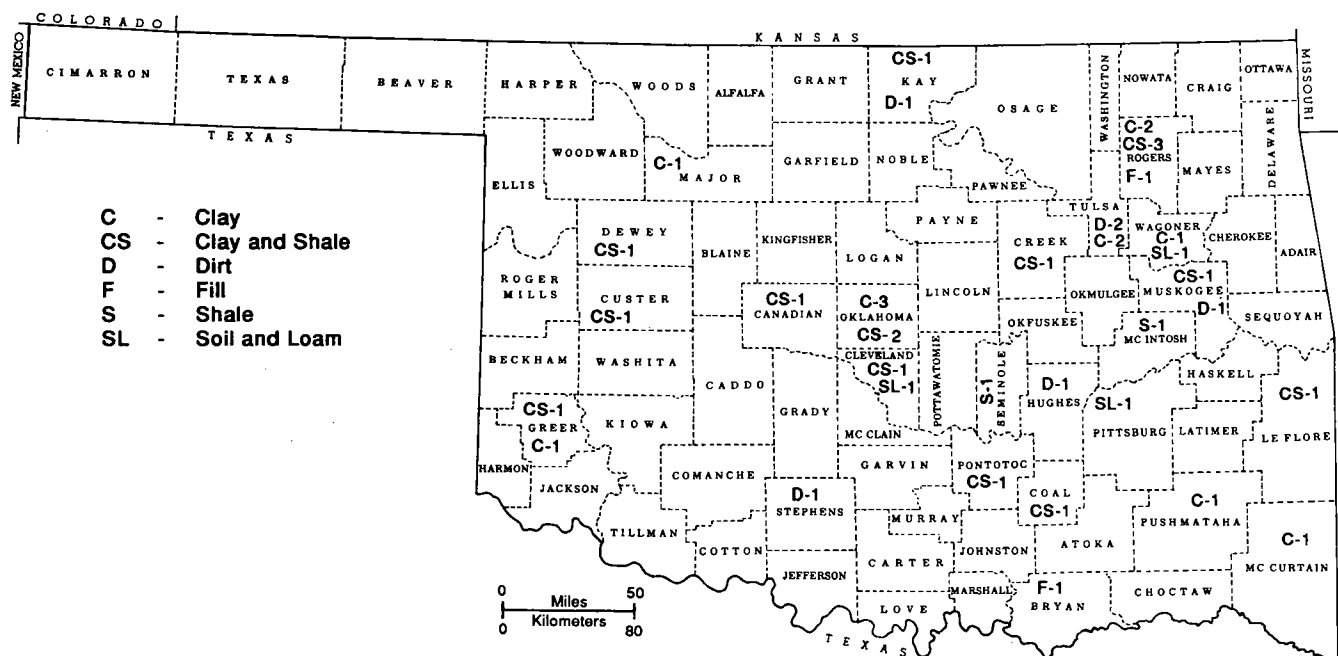 COLORADO
KANSAS
NEW MEXICO
MISSOURI
CIMARRON
TEXAS
BEAVER
HARPER
WOODS
ALFALFA
GRANT
CS-1
KAY
D-1
OSAGE
WASHINGTON
NOWATA
CRAIG
OTTAWA
TEXAS
WOODWARD
C-1
MAJOR
GARFIELD
NOBLE
PAWNEE
C-2
CS-3
ROGERS
F-1
MAYES
DELAWARE
ELLIS
C - Clay
CS - Clay and Shale
D - Dirt
F - Fill
S - Shale
SL - Soil and Loam
DEWEY
CS-1
BLAINE
KINGFISHER
LOGAN
PAYNE
CREEK
CS-1
TULSA
D-2
C-2
WAGONER
C-1
SL-1
CHEROKEE
ADAIR
ROGER
MILLS
CUSTER
CS-1
CS-1
CANADIAN
C-3
OKLAHOMA
CS-2
LINCOLN
OKMULGEE
CS-1
MUSKOGEE
D-1
SEQUOYAH
OKFUSKEE
S-1
MC INTOSH
BECKHAM
WASHITA
CADDO
GRADY
CLEVELAND
CS-1
SL-1
POTTAWATOMIE
S-1
SEMINOLE
D-1
HUGHES
SL-1
PITTSBURG
HASKELL
LATIMER
CS-1
LE FLORE
CS-1
GREER
C-1
KIOWA
MC CLAIN
HARMON
JACKSON
COMANCHE
GARVIN
PONTOTOC
CS-1
D-1
STEPHENS
COAL
CS-1
C-1
PUSHMATAHA
TILLMAN
COTTON
MURRAY
JOHNSTON
ATOKA
C-1
MC CURTAIN
JEFFERSON
CARTER
MARSHALL
F-1
BRYAN
CHOCTAW
LOVE
TEXAS
0 50
Miles
Kilometers
0 80